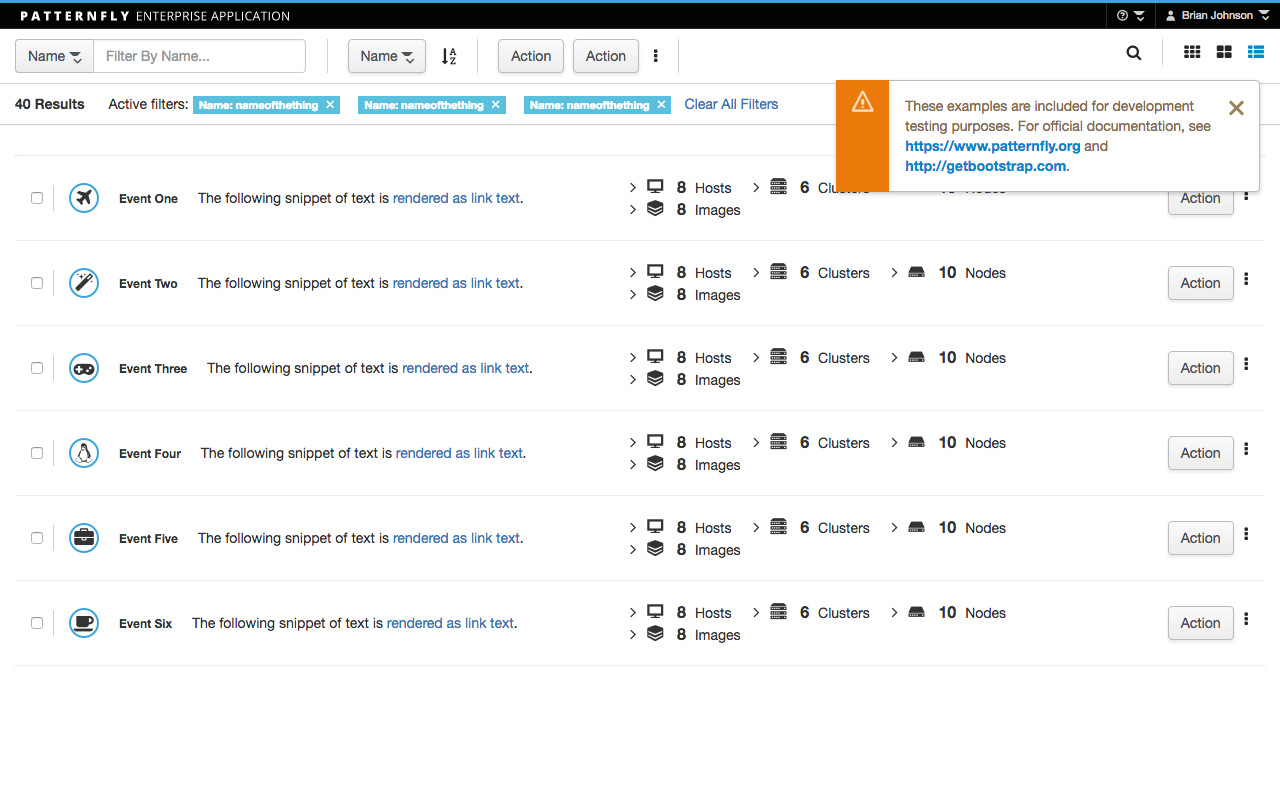 PATTERNFLY ENTERPRISE APPLICATION
Brian Johnson
Name Filter By Name... Name Action Action
40 Results Active filters: Name: nameofthething × Name: nameofthething × Name: nameofthething × Clear All Filters
These examples are included for development
testing purposes. For official documentation, see
https://www.patternfly.org and
http://getbootstrap.com.
Event One The following snippet of text is rendered as link text. 8 Hosts 6 Action
8 Images
Event Two The following snippet of text is rendered as link text. 8 Hosts 6 Clusters 10 Nodes Action
8 Images
Event Three The following snippet of text is rendered as link text. 8 Hosts 6 Clusters 10 Nodes Action
8 Images
Event Four The following snippet of text is rendered as link text. 8 Hosts 6 Clusters 10 Nodes Action
8 Images
Event Five The following snippet of text is rendered as link text. 8 Hosts 6 Clusters 10 Nodes Action
8 Images
Event Six The following snippet of text is rendered as link text. 8 Hosts 6 Clusters 10 Nodes Action
8 Images